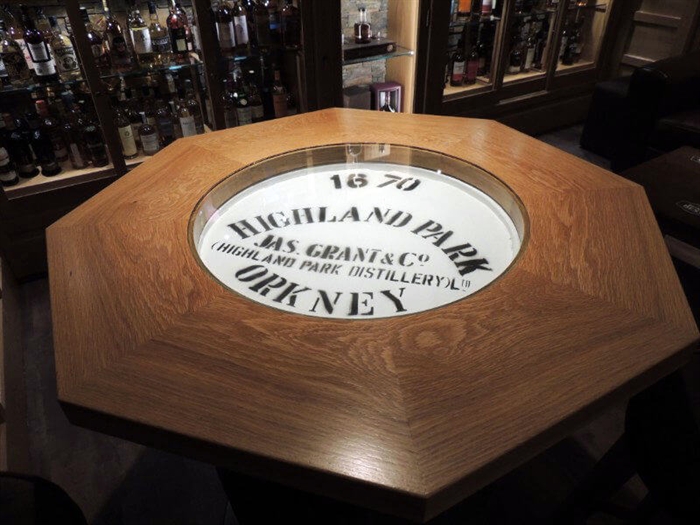 16 70
HIGHLAND PARK
JAS. GRANT & Cº
(HIGHLAND PARK DISTILLERY) LTD
ORKNEY